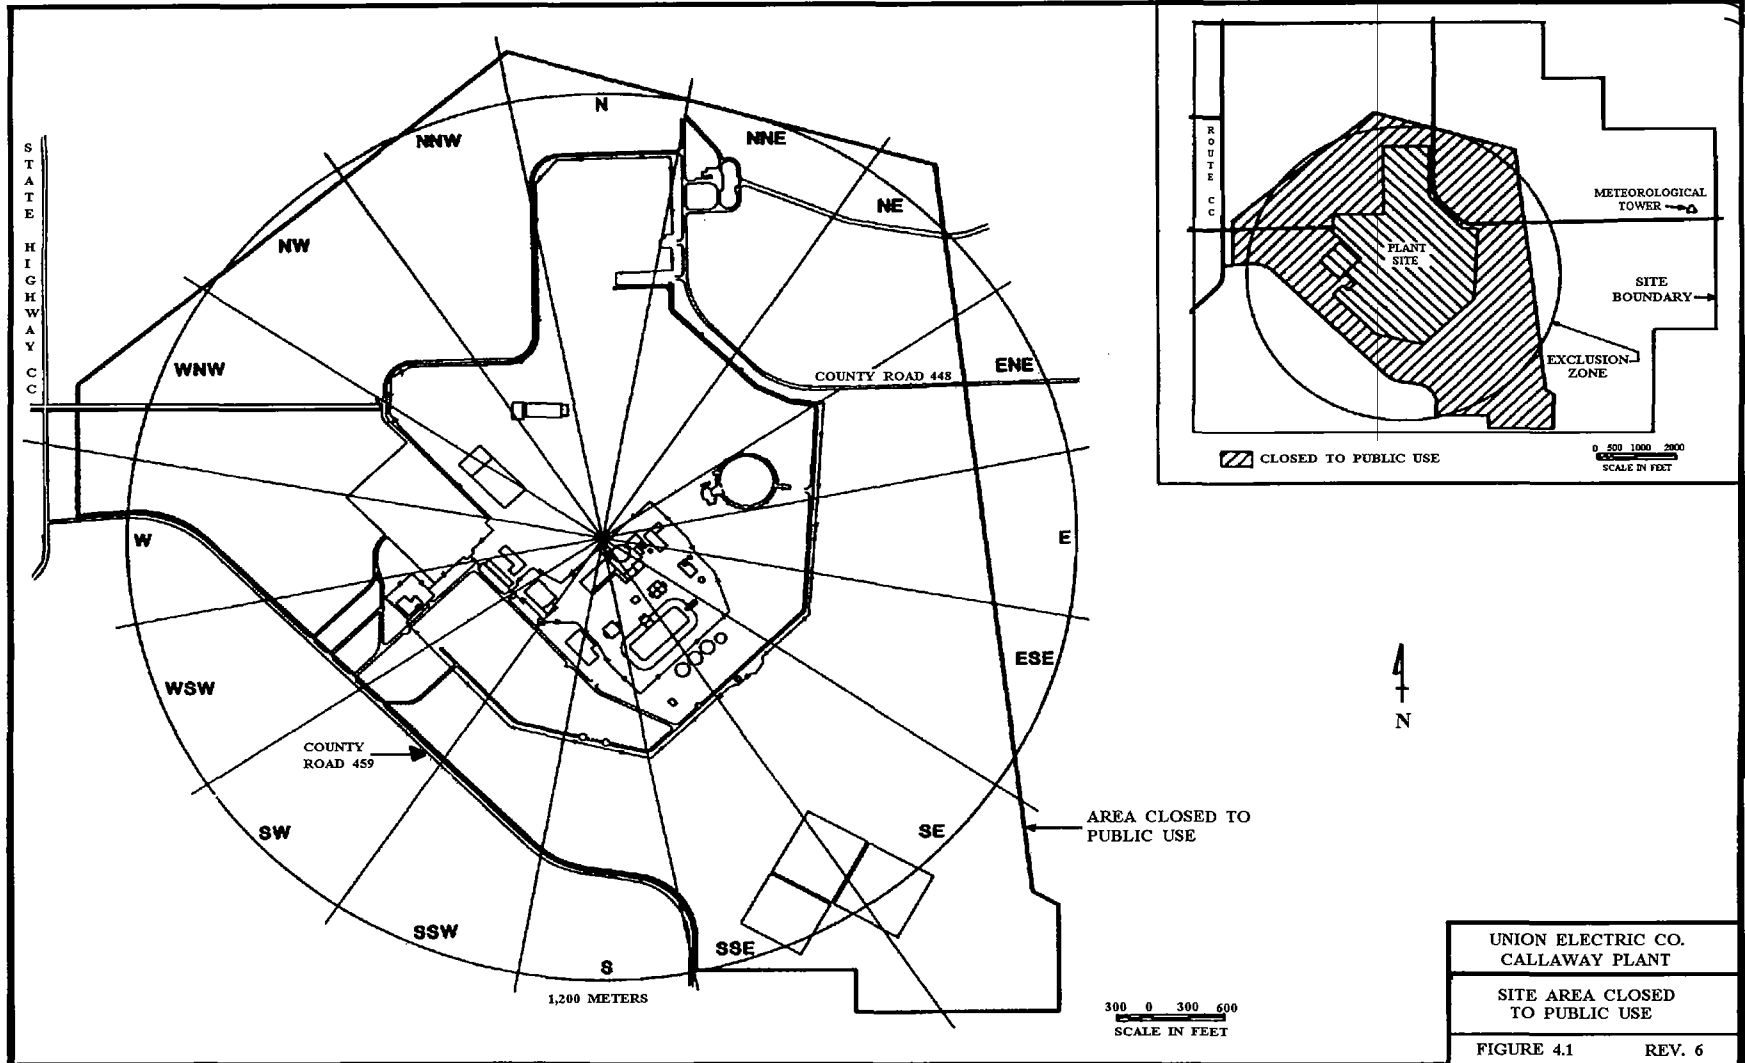 STATE HIGHWAY CC
N
NNW
NNE
NW
NE
WNW
ENE
COUNTY ROAD 448
W
E
WSW
ESE
COUNTY
ROAD 459
SW
SE
AREA CLOSED TO
PUBLIC USE
SSW
SSE
S
1,200 METERS
300 0 300 600
SCALE IN FEET
N
ROUTE CC
METEOROLOGICAL
TOWER
PLANT
SITE
SITE
BOUNDARY
EXCLUSION
ZONE
CLOSED TO PUBLIC USE
0 500 1000 2000
SCALE IN FEET
UNION ELECTRIC CO.
CALLAWAY PLANT
SITE AREA CLOSED
TO PUBLIC USE
FIGURE 4.1 REV. 6